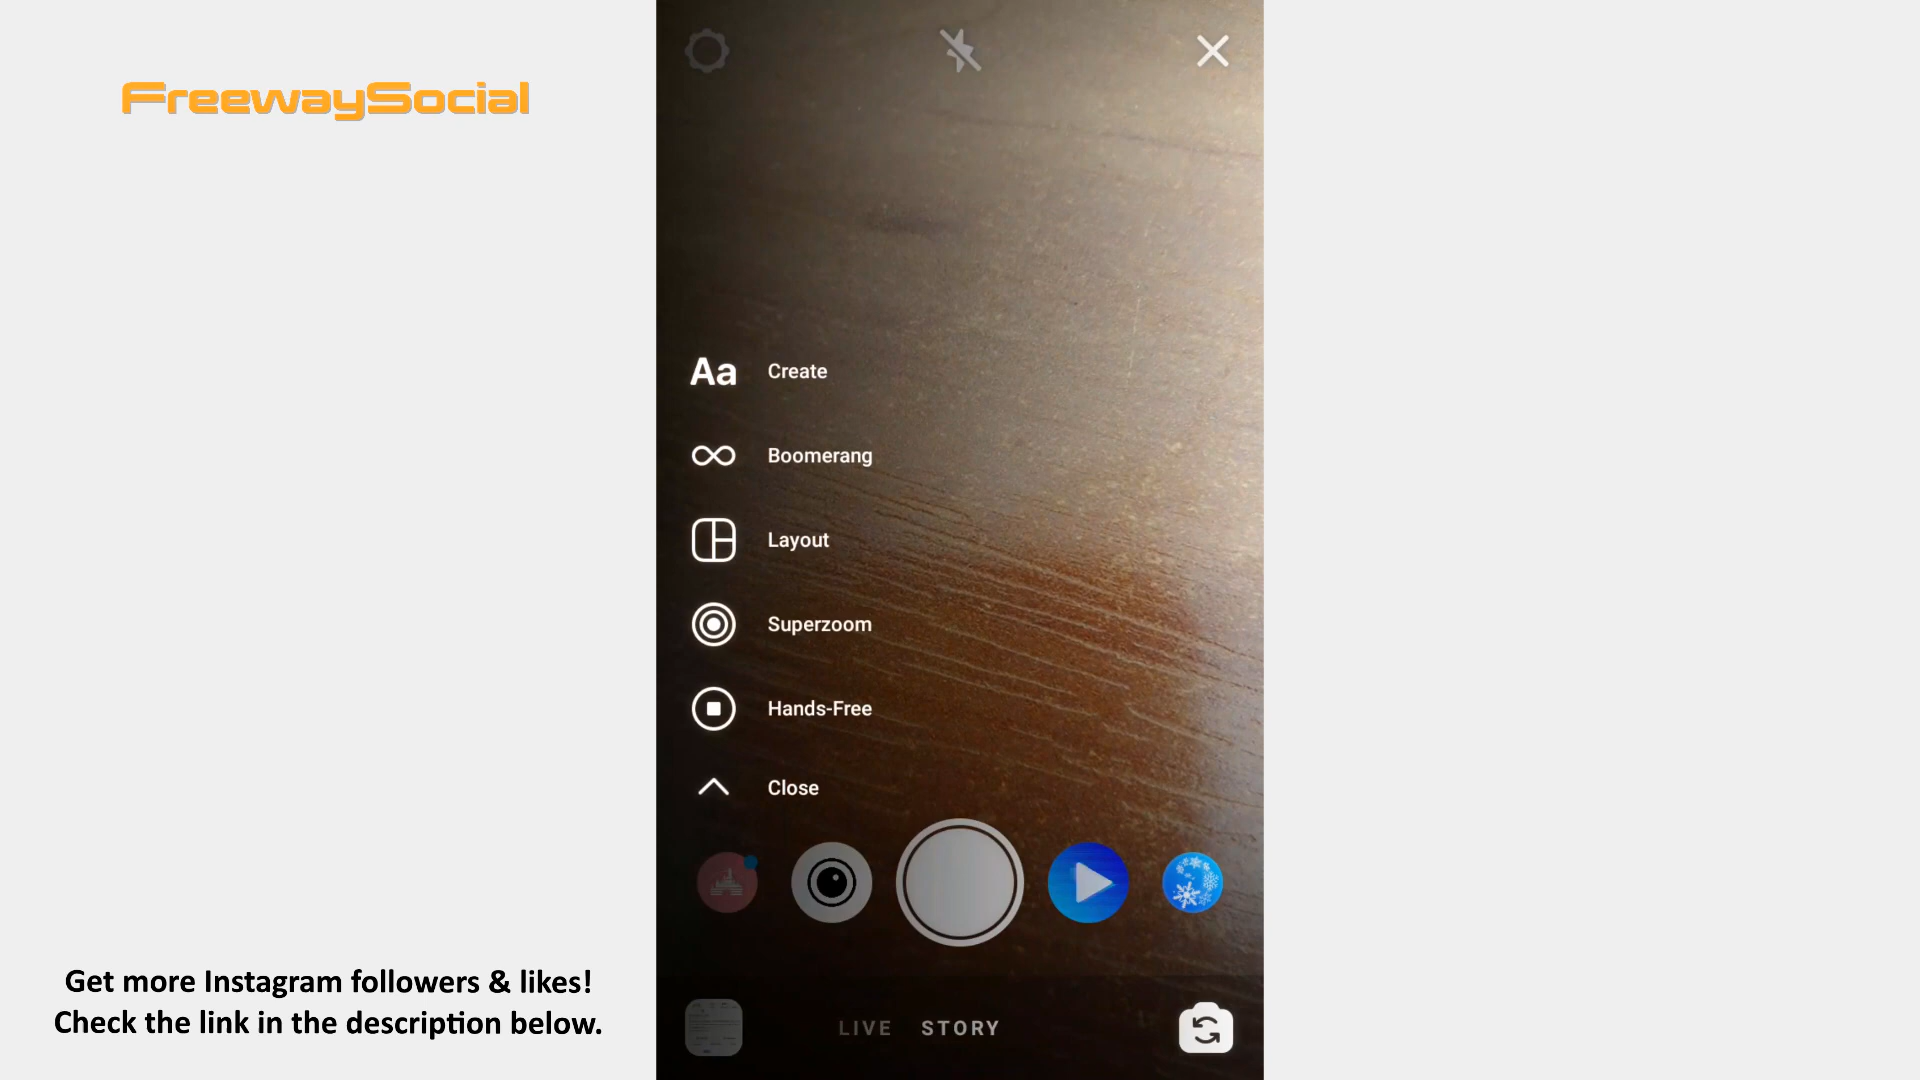 FreewaySocial
Aa Create
Boomerang
Layout
Superzoom
Hands-Free
Close
LIVE STORY
Get more Instagram followers & likes!
Check the link in the description below.